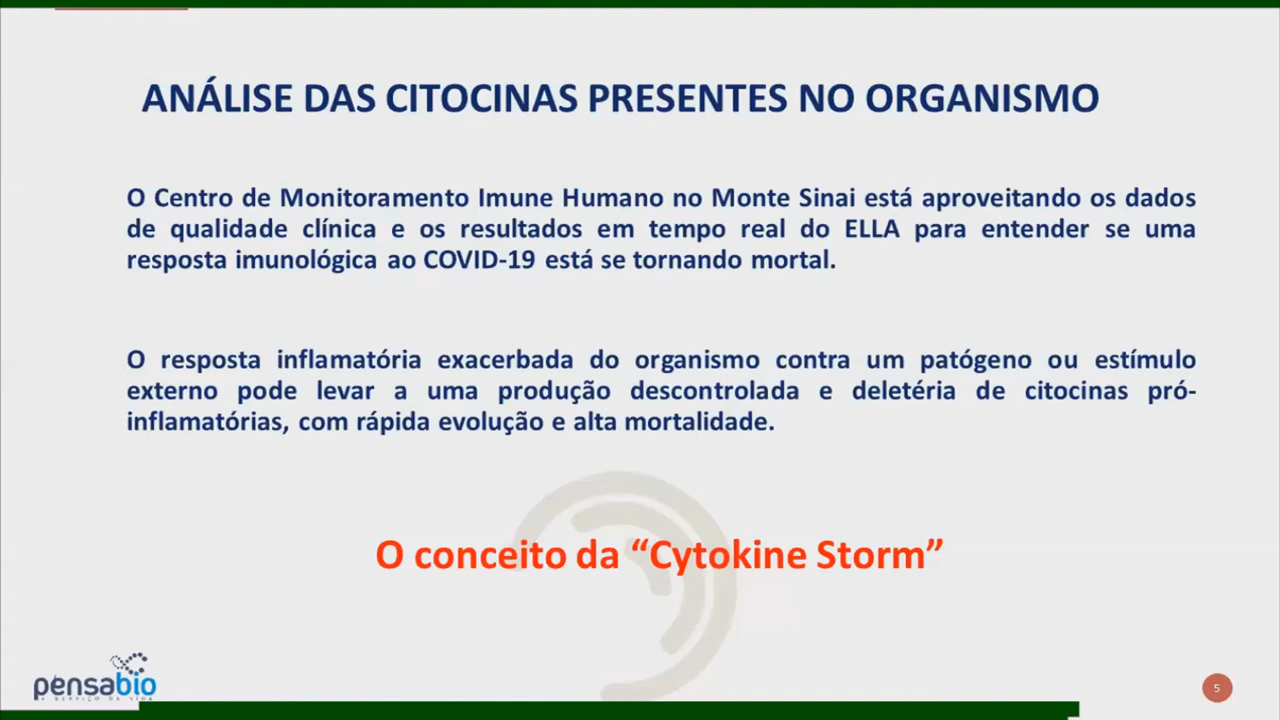 ANÁLISE DAS CITOCINAS PRESENTES NO ORGANISMO
O Centro de Monitoramento Imune Humano no Monte Sinai está aproveitando os dados
de qualidade clínica e os resultados em tempo real do ELLA para entender se uma
resposta imunológica ao COVID-19 está se tornando mortal.
O resposta inflamatória exacerbada do organismo contra um patógeno ou estímulo
externo pode levar a uma produção descontrolada e deletéria de citocinas pró-
inflamatórias, com rápida evolução e alta mortalidade.
O conceito da “Cytokine Storm”
pensabio
A SERVIÇO DA VIDA
5